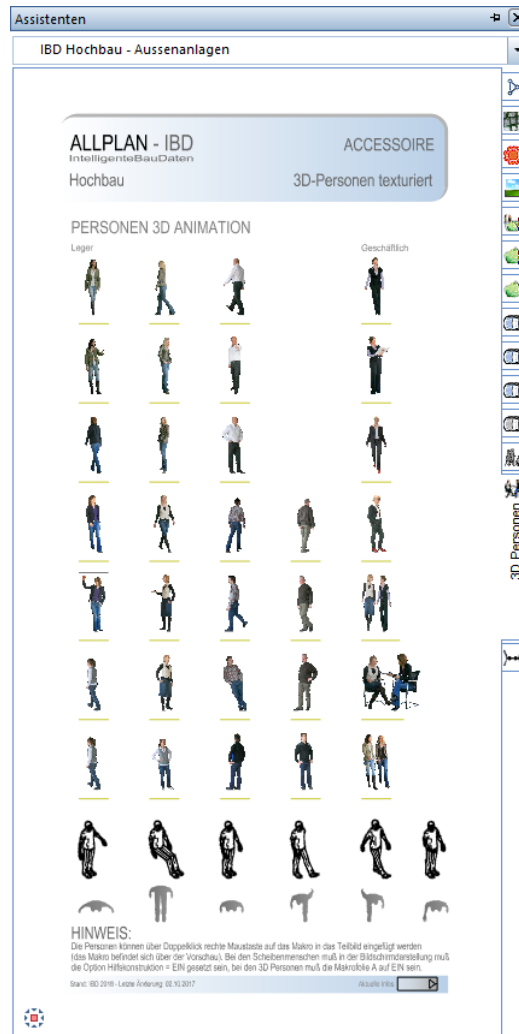 Assistenten
IBD Hochbau - Aussenanlagen
ALLPLAN - IBD
IntelligenteBauDaten
ACCESSOIRE
Hochbau
3D-Personen texturiert
PERSONEN 3D ANIMATION
Leger
Geschäftlich
3D Personen
HINWEIS:
Die Personen können über Doppelklick rechte Maustaste auf das Makro in das Teilbild eingefügt werden
(das Makro befindet sich über der Vorschau). Bei den Scheibenmenschen muß in der Bildschirmdarstellung muß
die Option Hilfskonstruktion = EIN gesetzt sein, bei den 3D Personen muß die Makrofolie A auf EIN sein.
Stand: IBD 2018 - Letzte Änderung: 02.10.2017
Aktuelle Infos